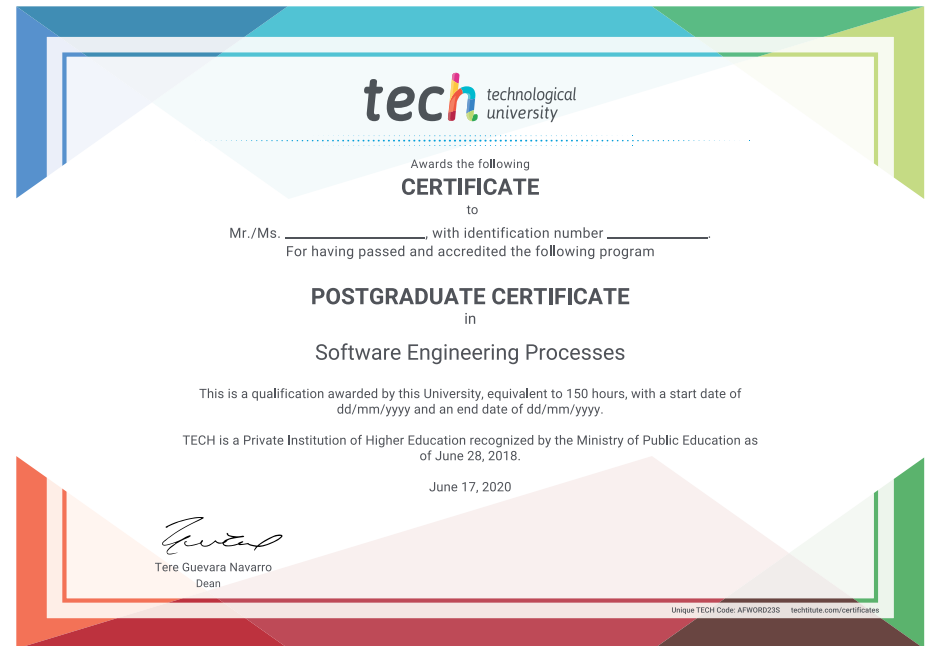 tech technological
university
Awards the following
CERTIFICATE
to
Mr./Ms. ____________________, with identification number ______________.
For having passed and accredited the following program
POSTGRADUATE CERTIFICATE
in
Software Engineering Processes
This is a qualification awarded by this University, equivalent to 150 hours, with a start date of
dd/mm/yyyy and an end date of dd/mm/yyyy.
TECH is a Private Institution of Higher Education recognized by the Ministry of Public Education as
of June 28, 2018.
June 17, 2020
Tere Guevara Navarro
Dean
Unique TECH Code: AFWORD23S techtitute.com/certificates